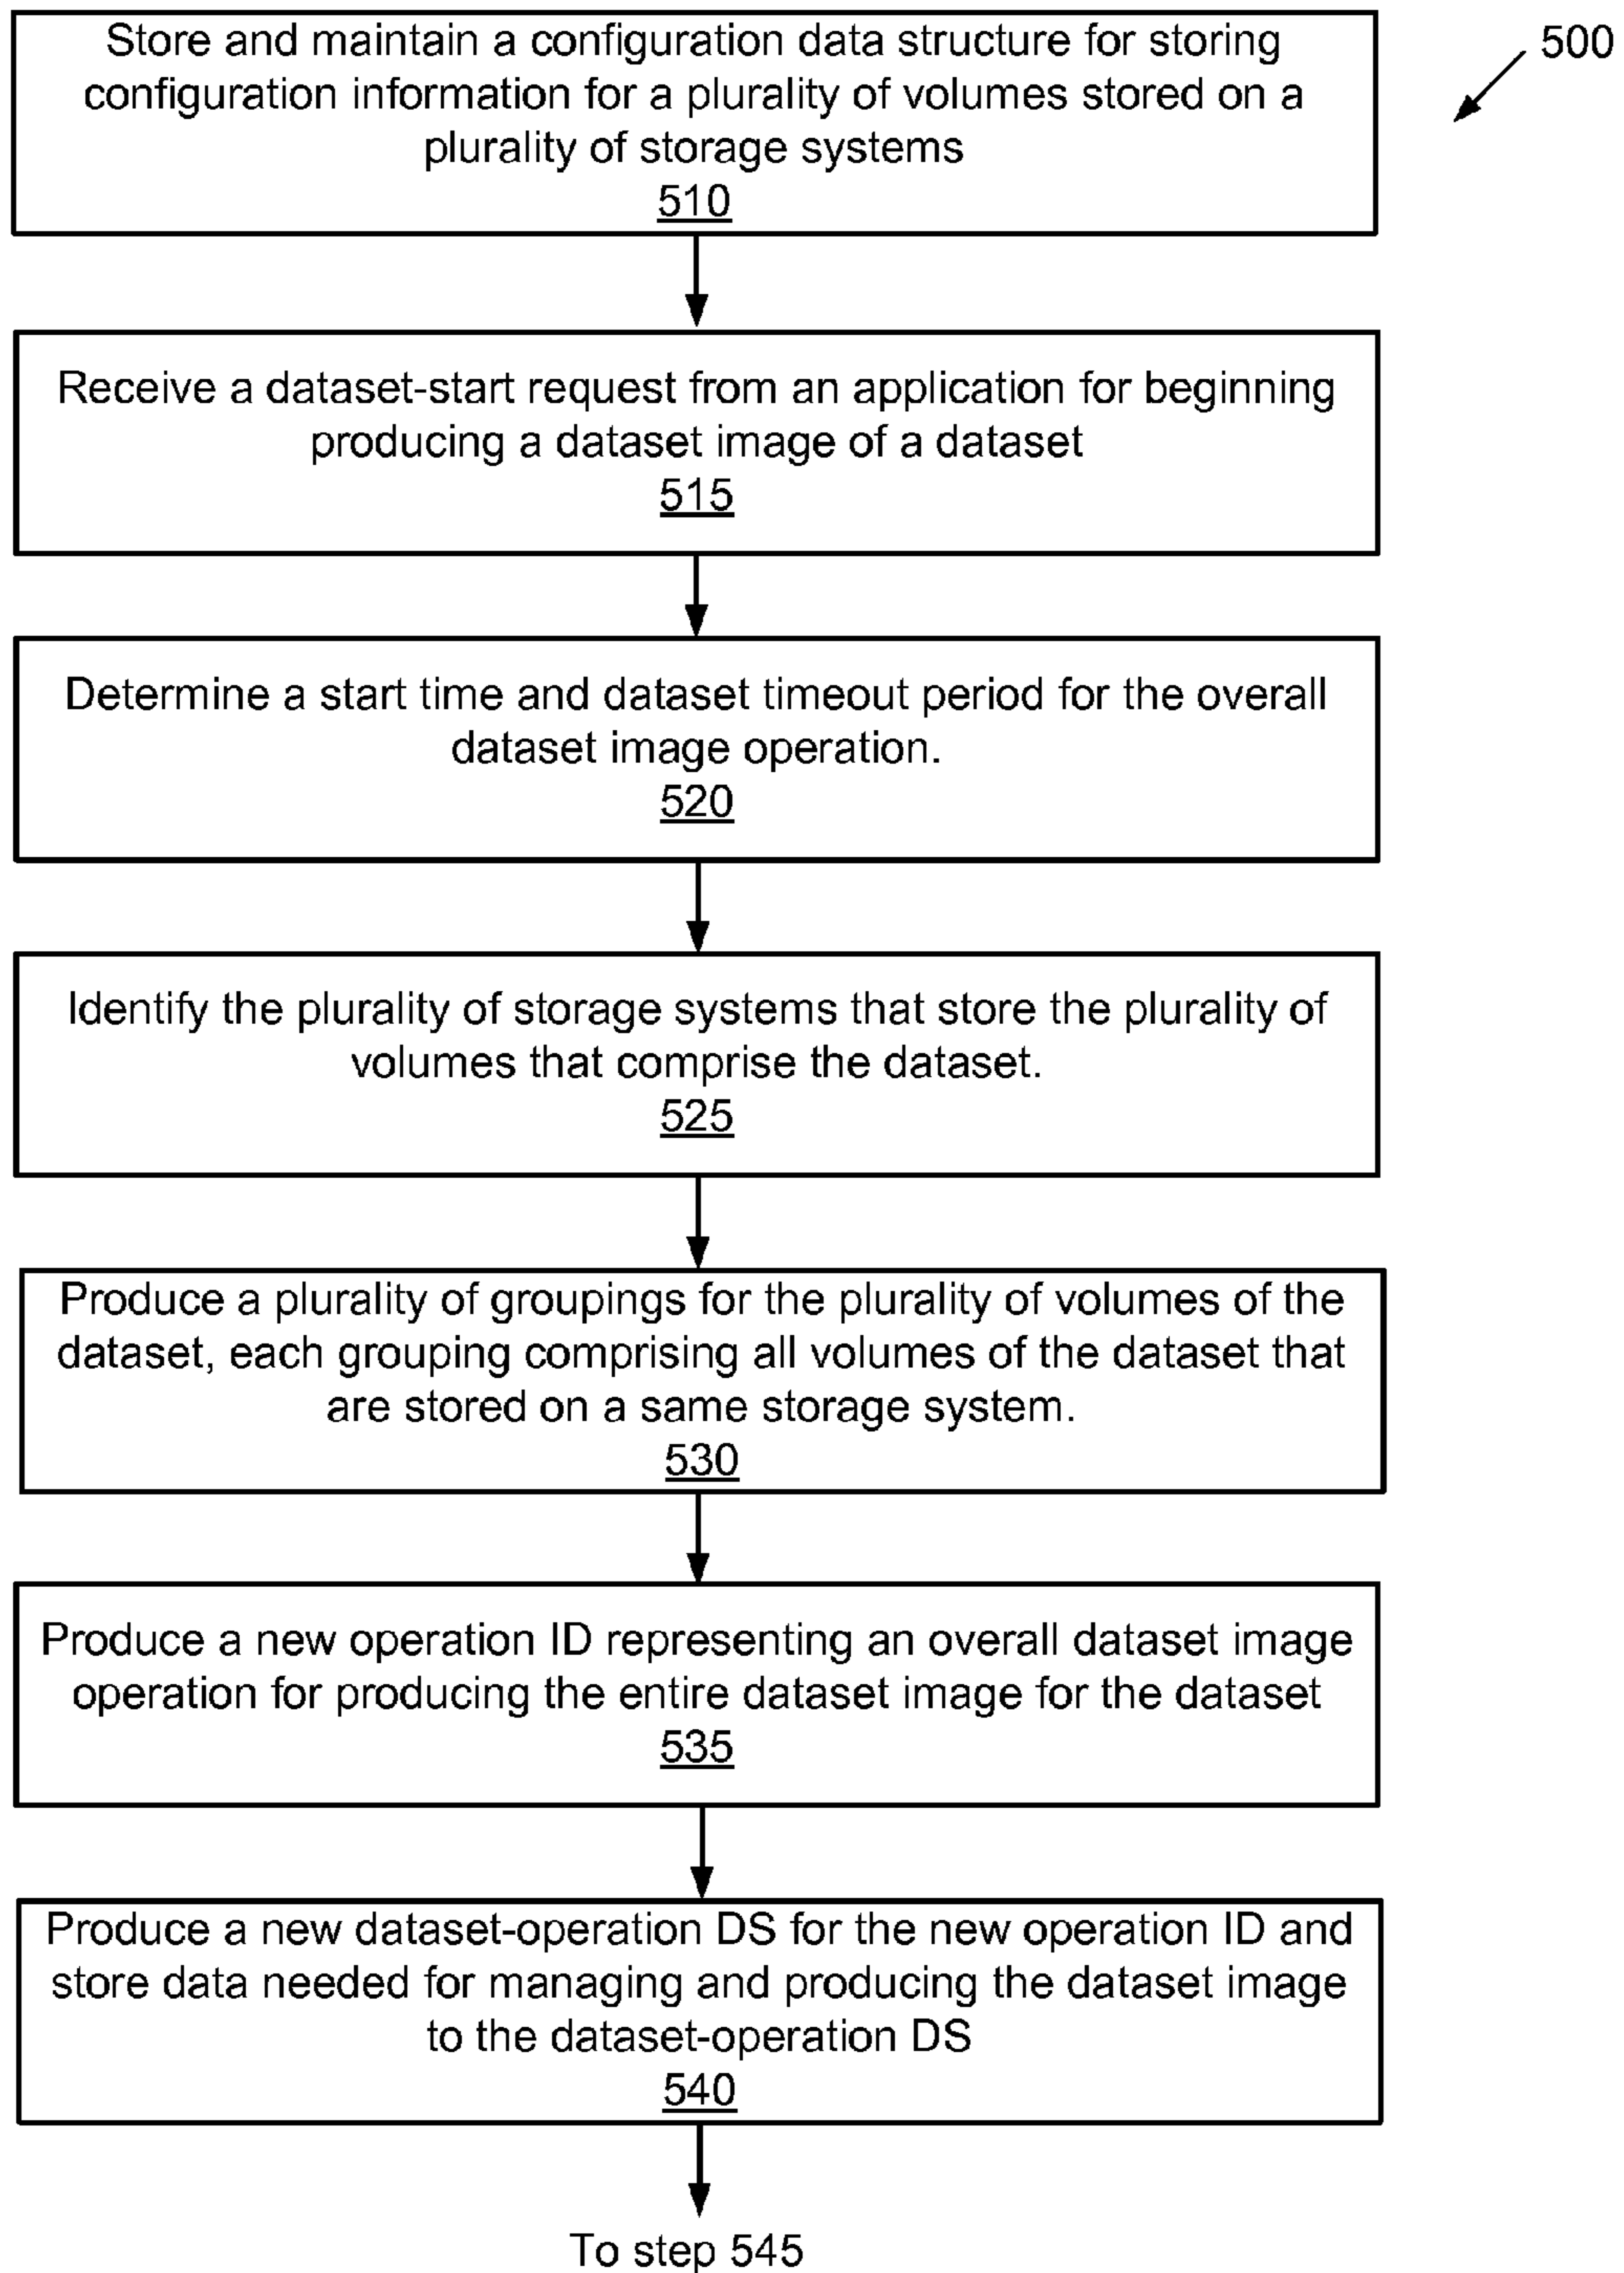 Store and maintain a configuration data structure for storing
configuration information for a plurality of volumes stored on a
plurality of storage systems
510
500
Receive a dataset-start request from an application for beginning
producing a dataset image of a dataset
515
Determine a start time and dataset timeout period for the overall
dataset image operation.
520
Identify the plurality of storage systems that store the plurality of
volumes that comprise the dataset.
525
Produce a plurality of groupings for the plurality of volumes of the
dataset, each grouping comprising all volumes of the dataset that
are stored on a same storage system.
530
Produce a new operation ID representing an overall dataset image
operation for producing the entire dataset image for the dataset
535
Produce a new dataset-operation DS for the new operation ID and
store data needed for managing and producing the dataset image
to the dataset-operation DS
540
To step 545